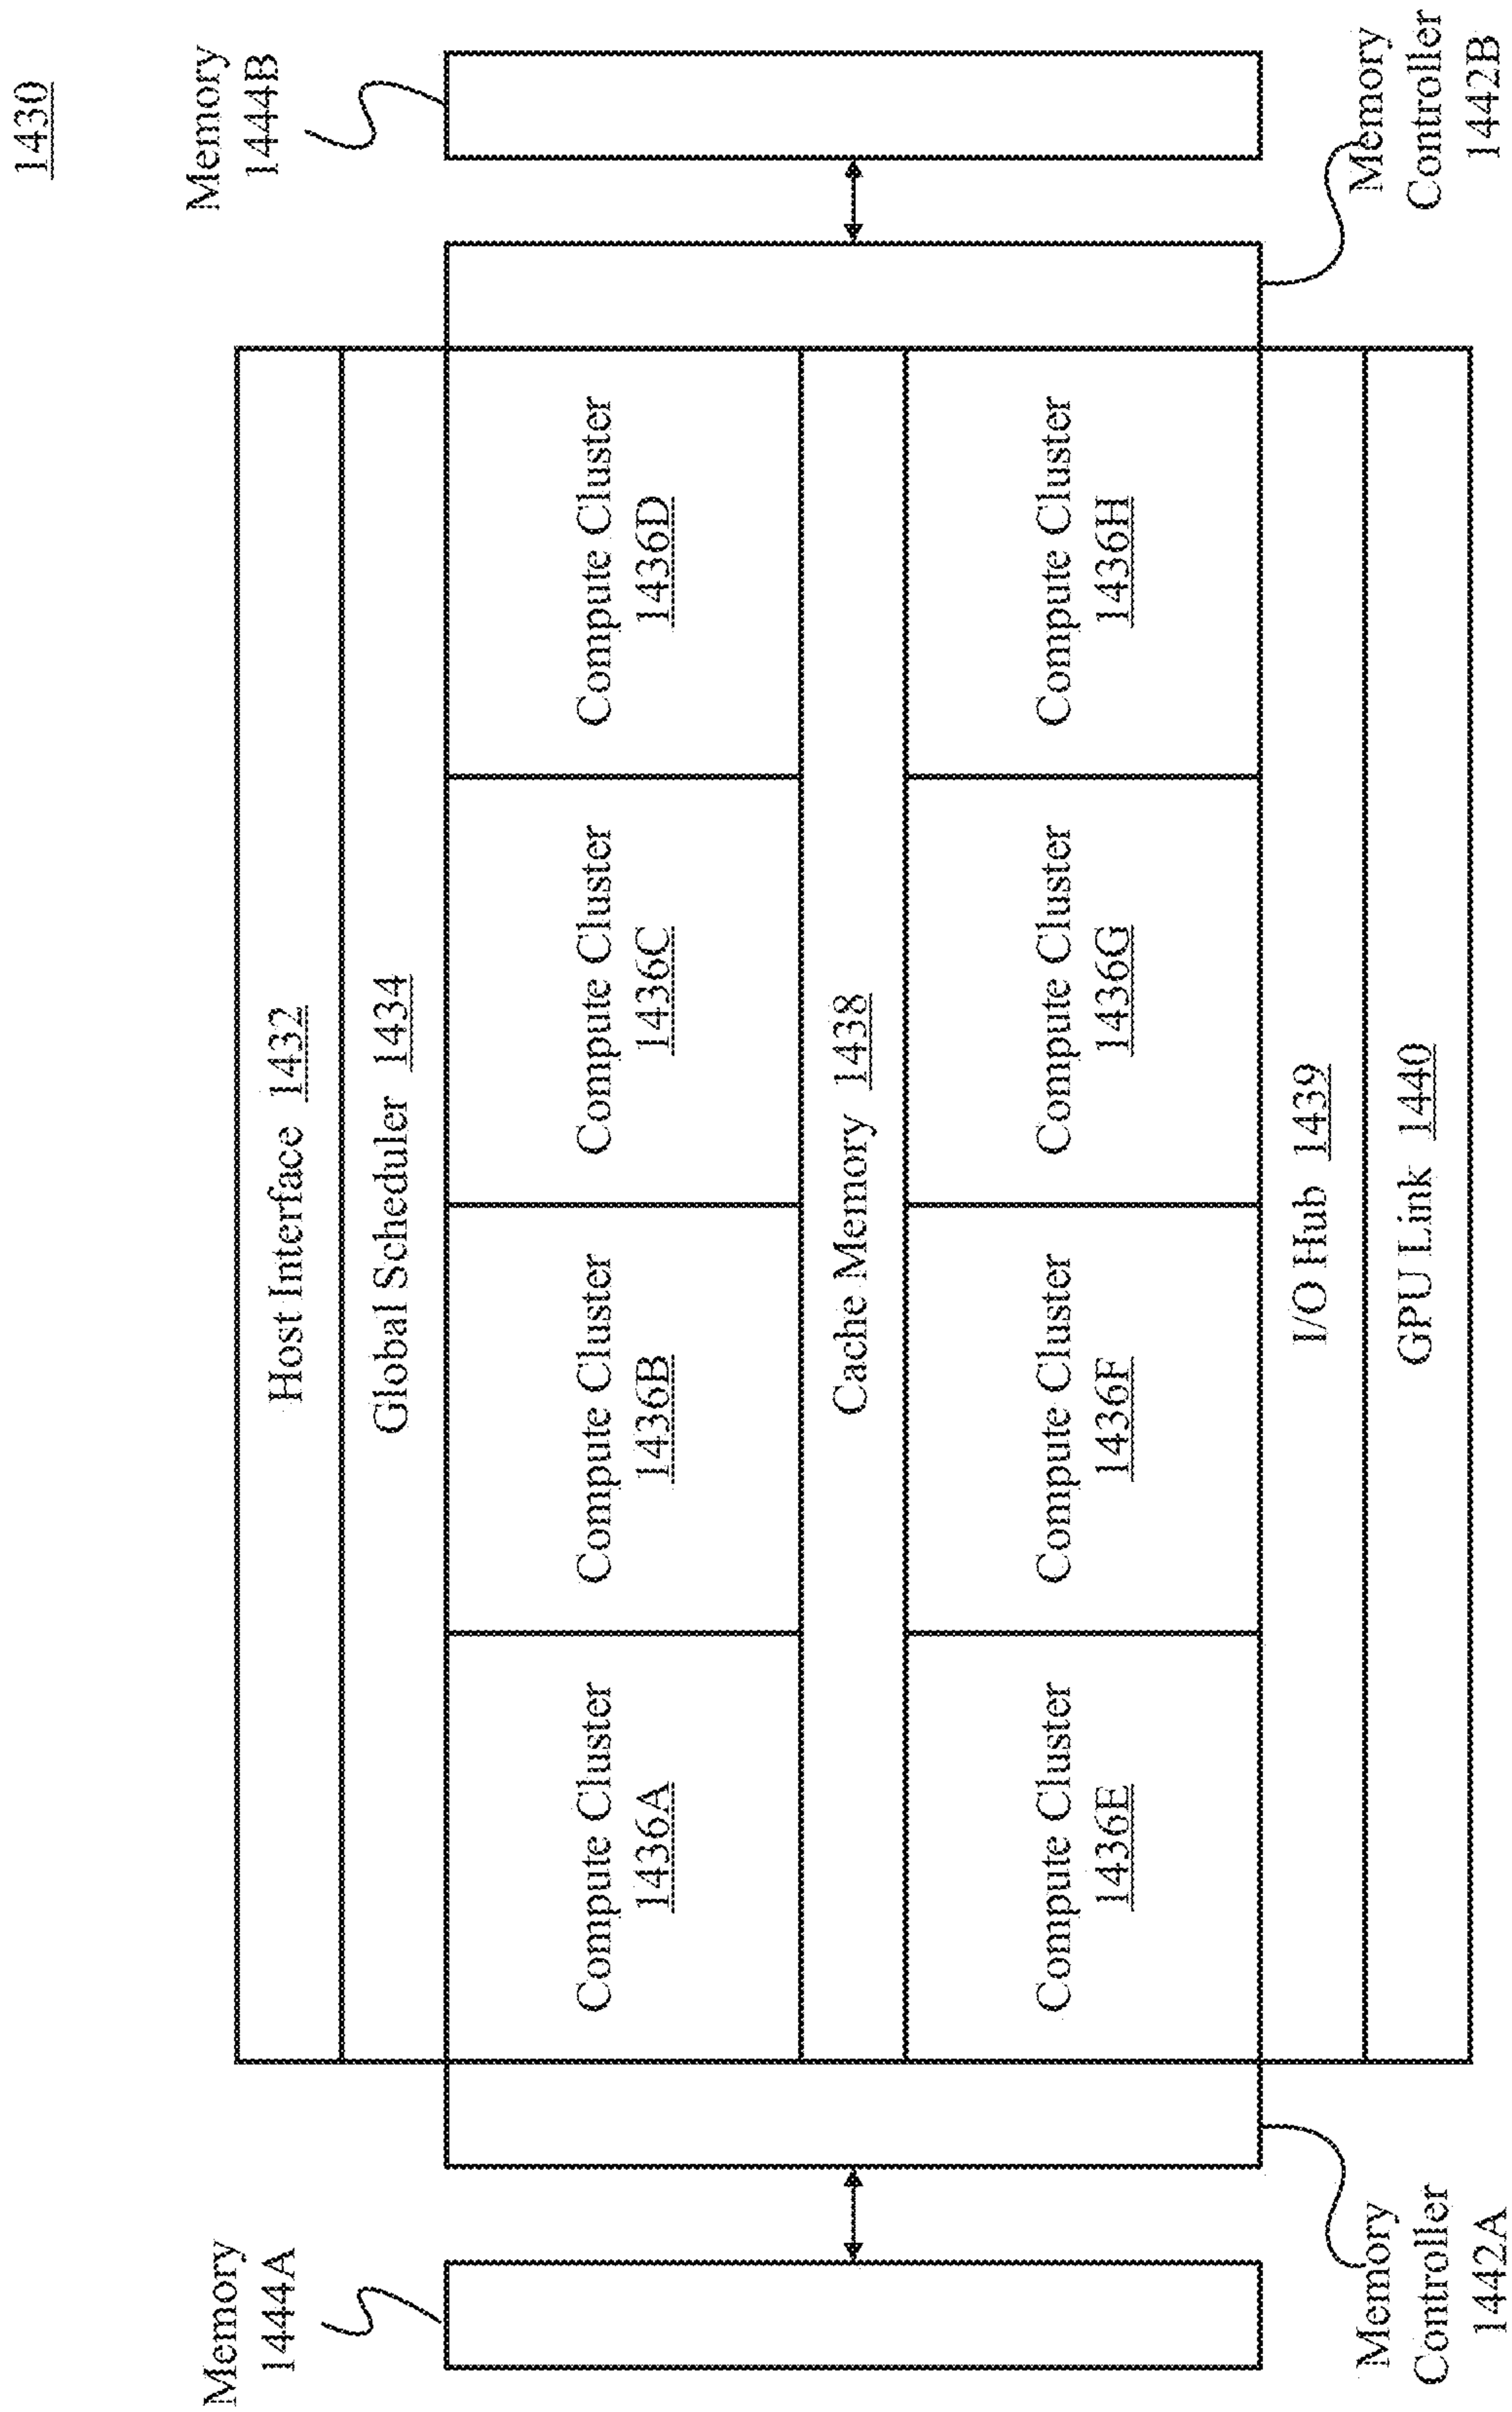 1430
Memory
1444A
Memory
1444B
Host Interface 1432
Global Scheduler 1434
Compute Cluster
1436A
Compute Cluster
1436B
Compute Cluster
1436C
Compute Cluster
1436D
Cache Memory 1438
Compute Cluster
1436E
Compute Cluster
1436F
Compute Cluster
1436G
Compute Cluster
1436H
I/O Hub 1439
GPU Link 1440
Memory
Controller
1442A
Memory
Controller
1442B